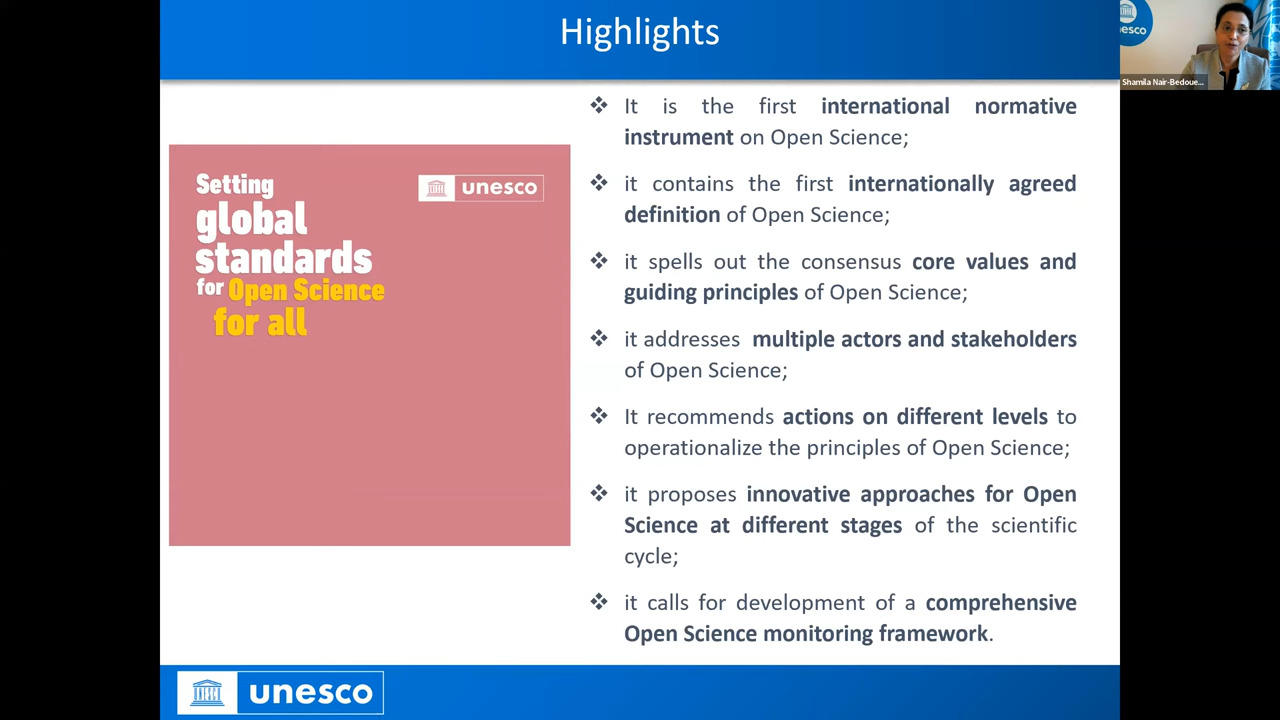 Highlights
esco
Shamila Nair-Bedoue...
Setting
global
standards
for Open Science
for all
unesco
❖ It is the first international normative
instrument on Open Science;
❖ it contains the first internationally agreed
definition of Open Science;
❖ it spells out the consensus core values and
guiding principles of Open Science;
❖ it addresses multiple actors and stakeholders
of Open Science;
❖ It recommends actions on different levels to
operationalize the principles of Open Science;
❖ it proposes innovative approaches for Open
Science at different stages of the scientific
cycle;
❖ it calls for development of a comprehensive
Open Science monitoring framework.
unesco